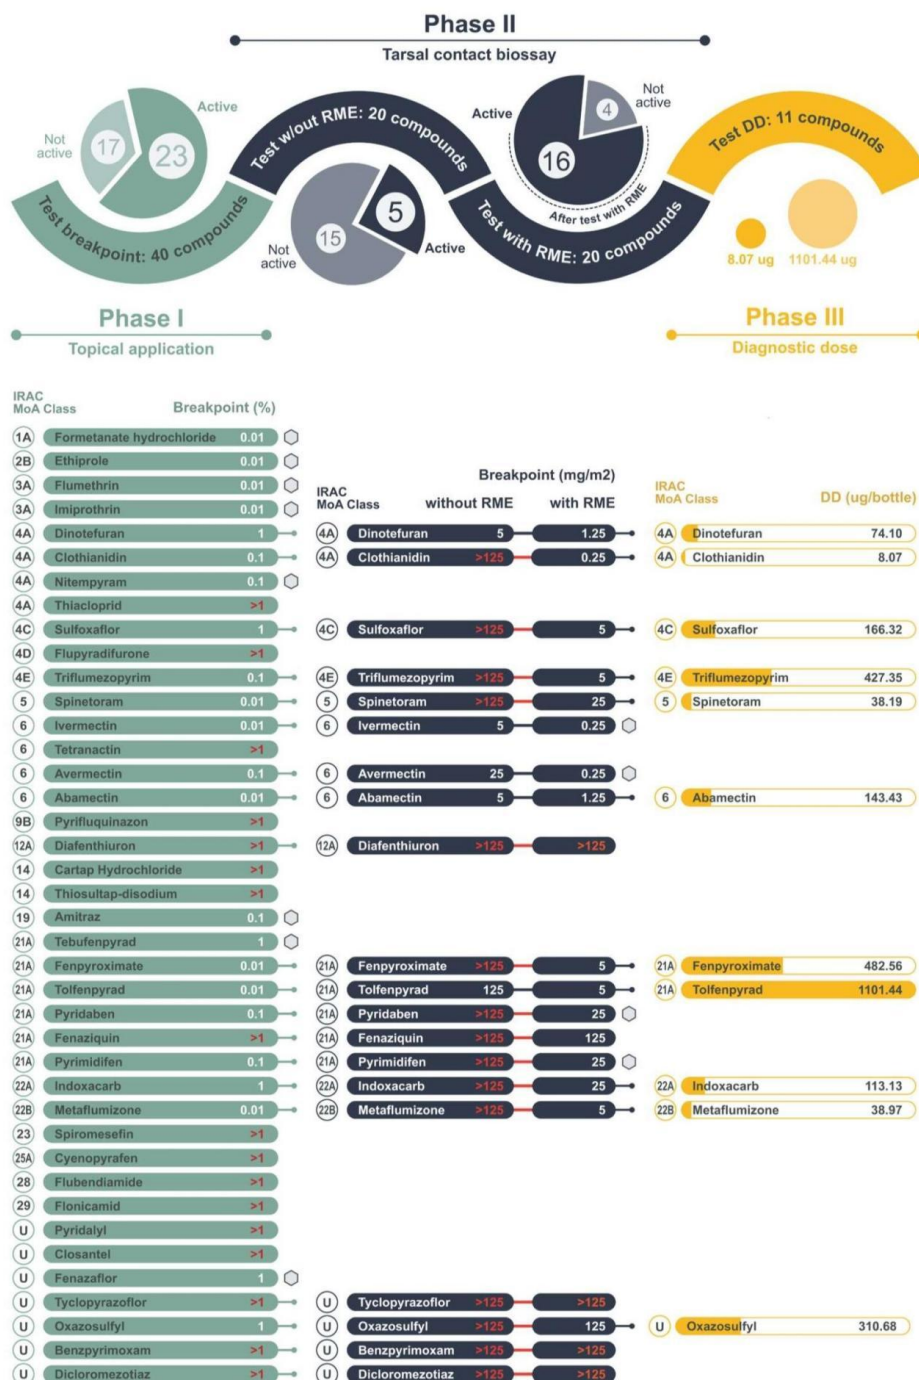 Phase II
Tarsal contact biossay
Not active
17
Active
23
Test breakpoint: 40 compounds
Test w/out RME: 20 compounds
Not active
15
5
Active
Active
16
4
Not active
After test with RME
Test with RME: 20 compounds
Test DD: 11 compounds
8.07 ug
1101.44 ug
Phase I
Topical application
Phase III
Diagnostic dose
IRAC
MoA Class Breakpoint (%)
1A Formetanate hydrochloride 0.01
2B Ethiprole 0.01
3A Flumethrin 0.01
3A Imiprothrin 0.01
4A Dinotefuran 1
4A Clothianidin 0.1
4A Nitempyram 0.1
4A Thiacloprid >1
4C Sulfoxaflor 1
4D Flupyradifurone >1
4E Triflumezopyrim 0.1
5 Spinetoram 0.01
6 Ivermectin 0.01
6 Tetranactin >1
6 Avermectin 0.1
6 Abamectin 0.01
9B Pyrifluquinazon >1
12A Diafenthiuron >1
14 Cartap Hydrochloride >1
14 Thiosultap-disodium >1
19 Amitraz 0.1
21A Tebufenpyrad 1
21A Fenpyroximate 0.01
21A Tolfenpyrad 0.01
21A Pyridaben 0.1
21A Fenaziquin >1
21A Pyrimidifen 0.1
22A Indoxacarb 1
22B Metaflumizone 0.01
23 Spiromesefin >1
25A Cyenopyrafen >1
28 Flubendiamide >1
29 Flonicamid >1
U Pyridalyl >1
U Closantel >1
U Fenazaflor 1
U Tyclopyrazoflor >1
U Oxazosulfyl 1
U Benzpyrimoxam >1
U Dicloromezotiaz >1
Breakpoint (mg/m2)
IRAC
MoA Class without RME with RME
4A Dinotefuran 5 1.25
4A Clothianidin >125 0.25
4C Sulfoxaflor >125 5
4E Triflumezopyrim >125 5
5 Spinetoram >125 25
6 Ivermectin 5 0.25
6 Avermectin 25 0.25
6 Abamectin 5 1.25
12A Diafenthiuron >125 >125
21A Fenpyroximate >125 5
21A Tolfenpyrad 125 5
21A Pyridaben >125 25
21A Fenaziquin >125 125
21A Pyrimidifen >125 25
22A Indoxacarb >125 25
22B Metaflumizone >125 5
U Tyclopyrazoflor >125 >125
U Oxazosulfyl >125 125
U Benzpyrimoxam >125 >125
U Dicloromezotiaz >125 >125
IRAC
MoA Class DD (ug/bottle)
4A Dinotefuran 74.10
4A Clothianidin 8.07
4C Sulfoxaflor 166.32
4E Triflumezopyrim 427.35
5 Spinetoram 38.19
6 Abamectin 143.43
21A Fenpyroximate 482.56
21A Tolfenpyrad 1101.44
22A Indoxacarb 113.13
22B Metaflumizone 38.97
U Oxazosulfyl 310.68